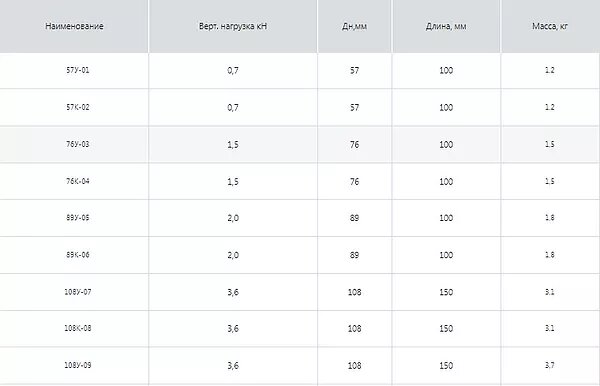 Наименование Верт. нагрузка кН Дн,мм Длина, мм Масса, кг
57У-01 0,7 57 100 1.2
57К-02 0,7 57 100 1.2
76У-03 1,5 76 100 1.5
76К-04 1,5 76 100 1.5
89У-05 2,0 89 100 1.8
89К-06 2,0 89 100 1.8
108У-07 3,6 108 150 3.1
108К-08 3,6 108 150 3.1
108У-09 3,6 108 150 3,7